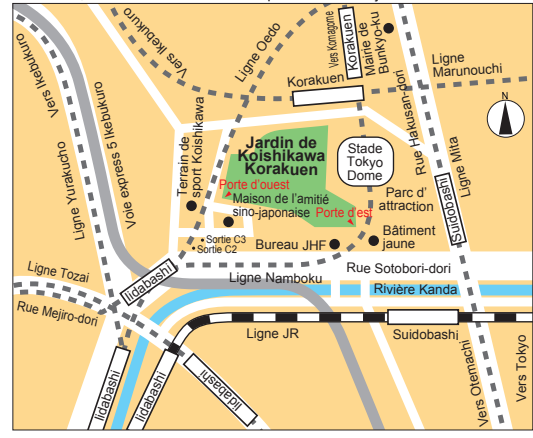 Vers Ikebukuro
Vers Ikebukuro
Vers Ikebukuro
Ligne Oedo
Vers Komagome
Korakuen
Mairie de
Bunkyo-ku
Ligne
Marunouchi
Korakuen
N
Ligne Yurakucho
Voie express 5 Ikebukuro
Terrain de
sport Koishikawa
Jardin de
Koishikawa
Korakuen
Porte d'ouest
Maison de l'amitié
sino-japonaise
Porte d'est
Stade
Tokyo
Dome
Rue Hakusan-dori
Ligne Mita
Parc d'
attraction
Suidobashi
Sortie C3
Sortie C2
Bureau JHF
Bâtiment
jaune
Iidabashi
Ligne Tozai
Ligne Namboku
Rue Sotobori-dori
Rivière Kanda
Rue Mejiro-dori
Ligne JR
Suidobashi
Iidabashi
Iidabashi
Iidabashi
Vers Otemachi
Vers Tokyo